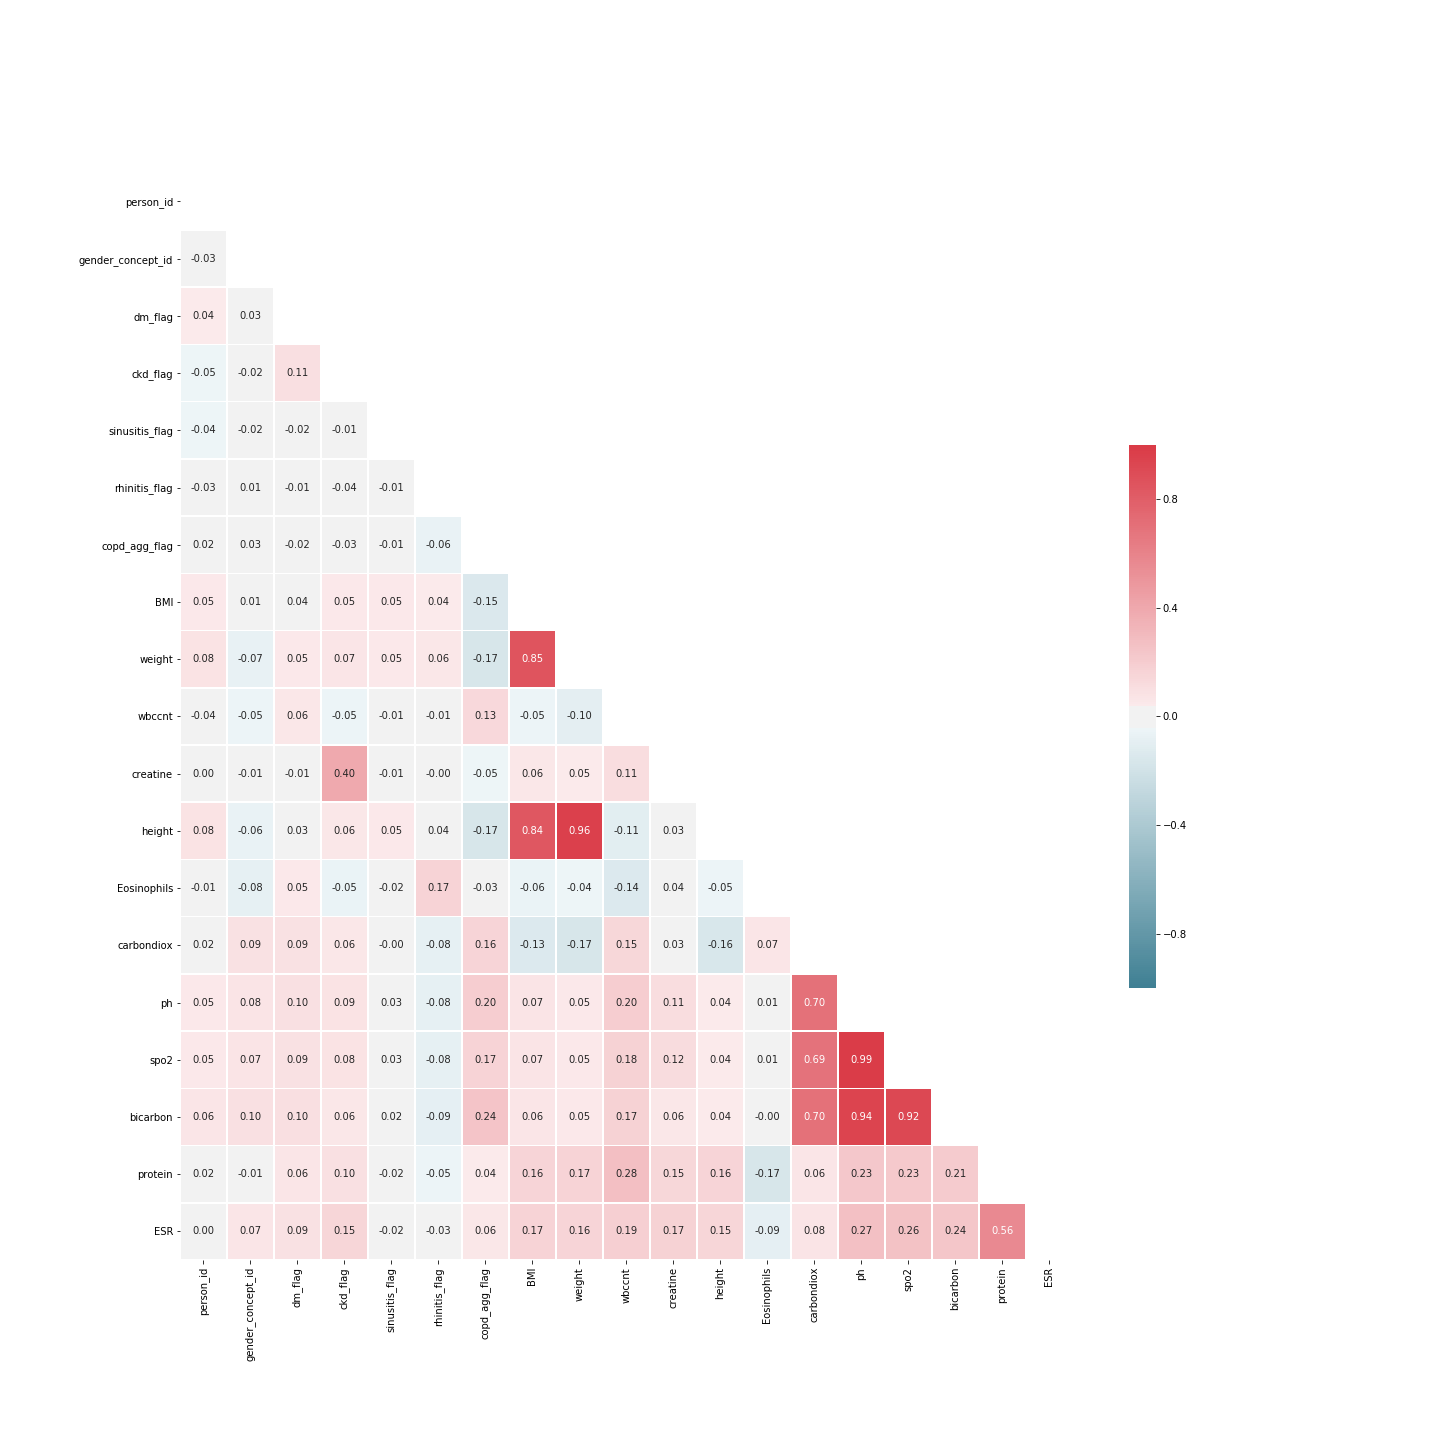 person_id
gender_concept_id -0.03
dm_flag 0.04 0.03
ckd_flag -0.05 -0.02 0.11
sinusitis_flag -0.04 -0.02 -0.02 -0.01
rhinitis_flag -0.03 0.01 -0.01 -0.04 -0.01
copd_agg_flag 0.02 0.03 -0.02 -0.03 -0.01 -0.06
BMI 0.05 0.01 0.04 0.05 0.05 0.04 -0.15
weight 0.08 -0.07 0.05 0.07 0.05 0.06 -0.17 0.85
wbccnt -0.04 -0.05 0.06 -0.05 -0.01 -0.01 0.13 -0.05 -0.10
creatine 0.00 -0.01 -0.01 0.40 -0.01 -0.00 -0.05 0.06 0.05 0.11
height 0.08 -0.06 0.03 0.06 0.05 0.04 -0.17 0.84 0.96 -0.11 0.03
Eosinophils -0.01 -0.08 0.05 -0.05 -0.02 0.17 -0.03 -0.06 -0.04 -0.14 0.04 -0.05
carbondiox 0.02 0.09 0.09 0.06 -0.00 -0.08 0.16 -0.13 -0.17 0.15 0.03 -0.16 0.07
ph 0.05 0.08 0.10 0.09 0.03 -0.08 0.20 0.07 0.05 0.20 0.11 0.04 0.01 0.70
spo2 0.05 0.07 0.09 0.08 0.03 -0.08 0.17 0.07 0.05 0.18 0.12 0.04 0.01 0.69 0.99
bicarbon 0.06 0.10 0.10 0.06 0.02 -0.09 0.24 0.06 0.05 0.17 0.06 0.04 -0.00 0.70 0.94 0.92
protein 0.02 -0.01 0.06 0.10 -0.02 -0.05 0.04 0.16 0.17 0.28 0.15 0.16 -0.17 0.06 0.23 0.23 0.21
ESR 0.00 0.07 0.09 0.15 -0.02 -0.03 0.06 0.17 0.16 0.19 0.17 0.15 -0.09 0.08 0.27 0.26 0.24 0.56
person_id
gender_concept_id
dm_flag
ckd_flag
sinusitis_flag
rhinitis_flag
copd_agg_flag
BMI
weight
wbccnt
creatine
height
Eosinophils
carbondiox
ph
spo2
bicarbon
protein
ESR
0.8
0.4
0.0
−0.4
−0.8